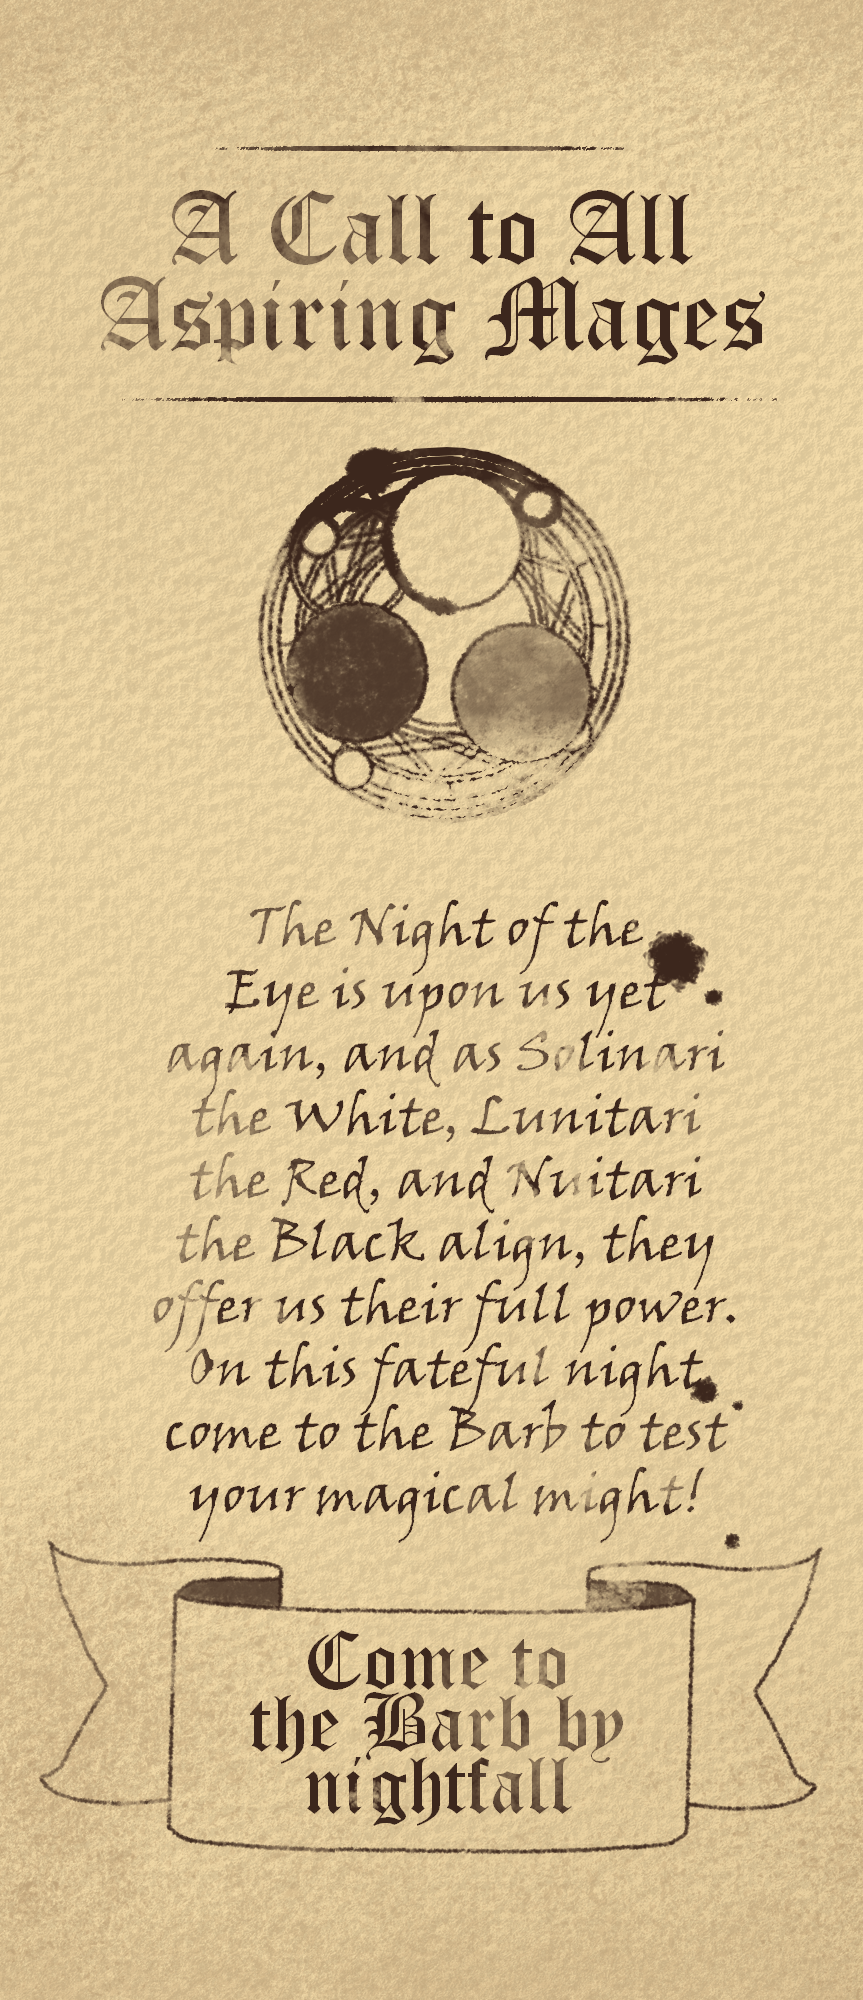 A Call to All
Aspiring Mages
The Night of the
Eye is upon us yet
again, and as Solinari
the White, Lunitari
the Red, and Nuitari
the Black align, they
offer us their full power.
On this fateful night
come to the Barb to test
your magical might!
Come to
the Barb by
nightfall